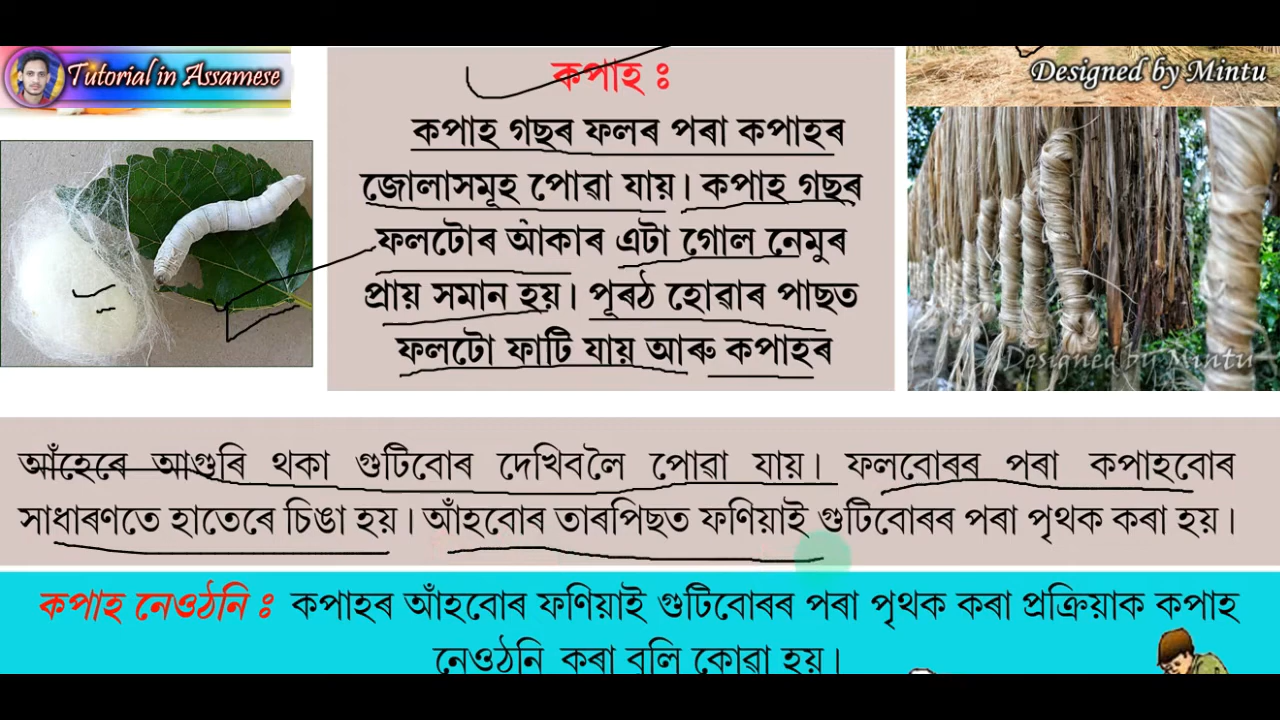 Tutorial in Assamese
Designed by Mintu
কপাহ ঃ
কপাহ গছৰ ফলৰ পৰা কপাহৰ
জোলাসমূহ পোৱা যায়। কপাহ গছৰ
ফলটোৰ আকাৰ এটা গোল নেমুৰ
প্ৰায় সমান হয়। পূৰঠ হোৱাৰ পাছত
ফলটো ফাটি যায় আৰু কপাহৰ
Designed by Mintu
আঁহেৰে আগুৰি থকা গুটিবোৰ দেখিবলৈ পোৱা যায়। ফলবোৰৰ পৰা কপাহবোৰ
সাধাৰণতে হাতেৰে চিঙা হয়। আঁহবোৰ তাৰপিছত ফণিয়াই গুটিবোৰৰ পৰা পৃথক কৰা হয়।
কপাহ নেওঠনি ঃ কপাহৰ আঁহবোৰ ফণিয়াই গুটিবোৰৰ পৰা পৃথক কৰা প্ৰক্ৰিয়াক কপাহ
নেওঠনি কৰা বুলি কোৱা হয়।